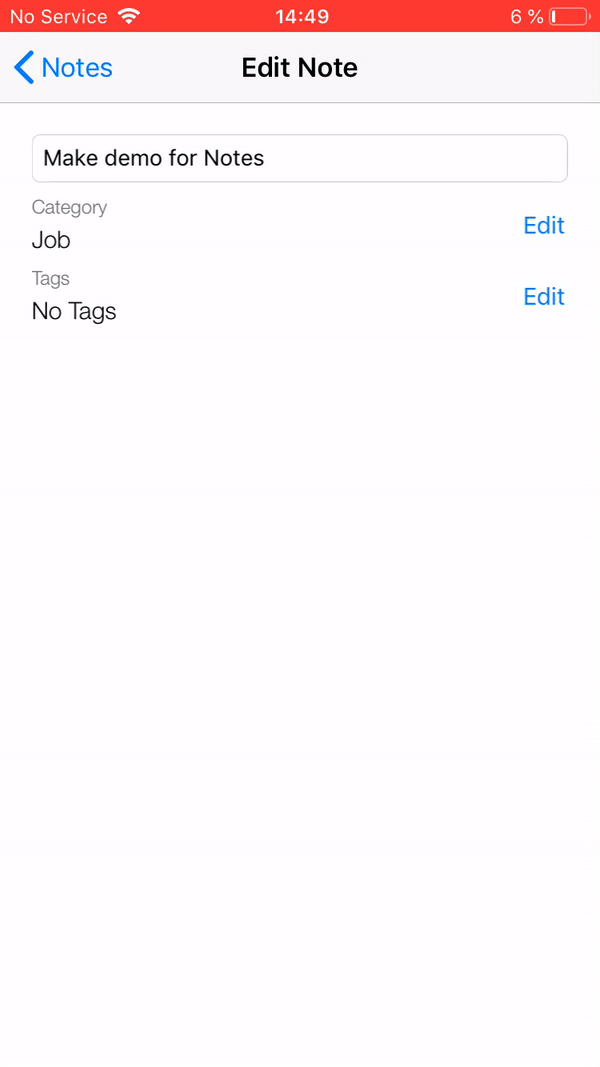 No Service 14:49 6 %
Notes Edit Note
Make demo for Notes
Category
Job Edit
Tags
No Tags Edit